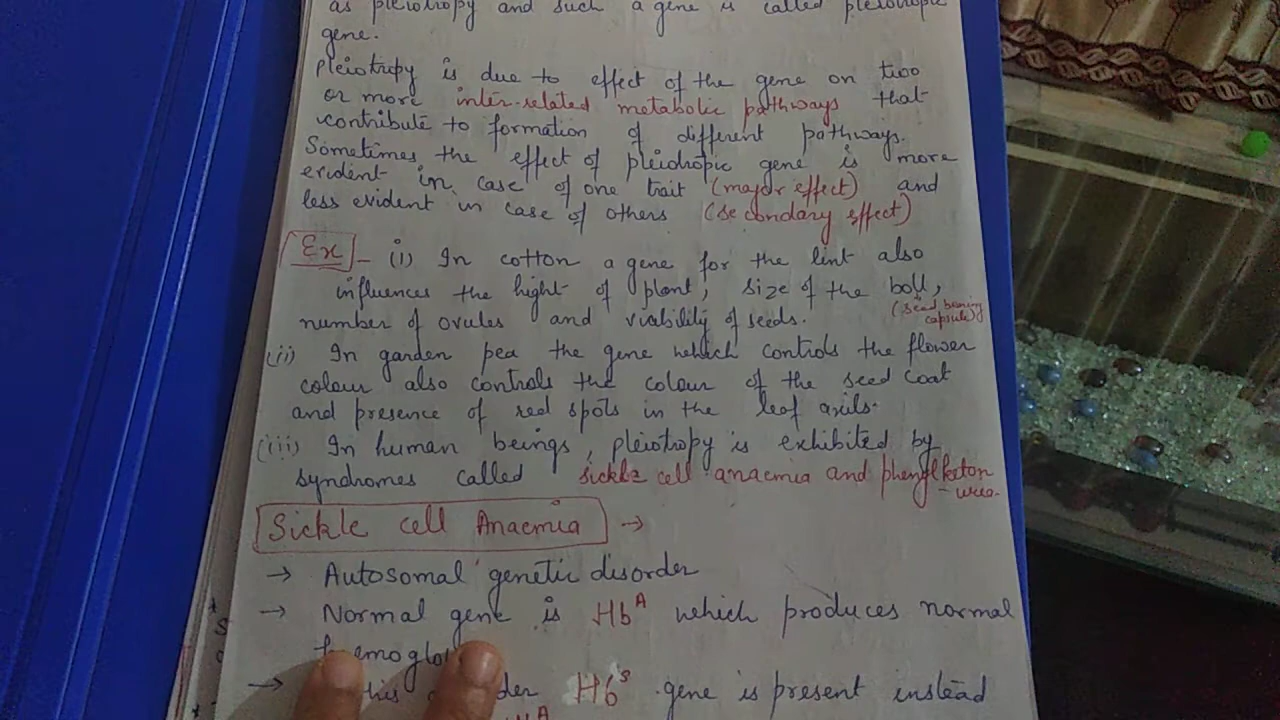 as pleiotropy and such a gene is called pleiotropic
gene.
pleiotropy is due to effect of the gene on two
or more inter-related metabolic pathways that
contribute to formation of different pathways.
Sometimes the effect of pleiotropic gene is more
evident in case of one trait (major effect) and
less evident in case of others (secondary effect)
Ex - (i) In cotton a gene for the lint also
influences the hight of plant, size of the boll,
(seed bearing
capsule)
number of ovules and viability of seeds.
(ii) In garden pea the gene which controls the flower
colour also controls the colour of the seed coat
and presence of red spots in the leaf axils.
(iii) In human beings, pleiotropy is exhibited by
syndromes called sickle cell anaemia and phenylketon
- urea.
Sickle cell Anaemia →
→ Autosomal genetic disorder
→ Normal gene is Hb^A which produces normal
→ Hb^s gene is present instead